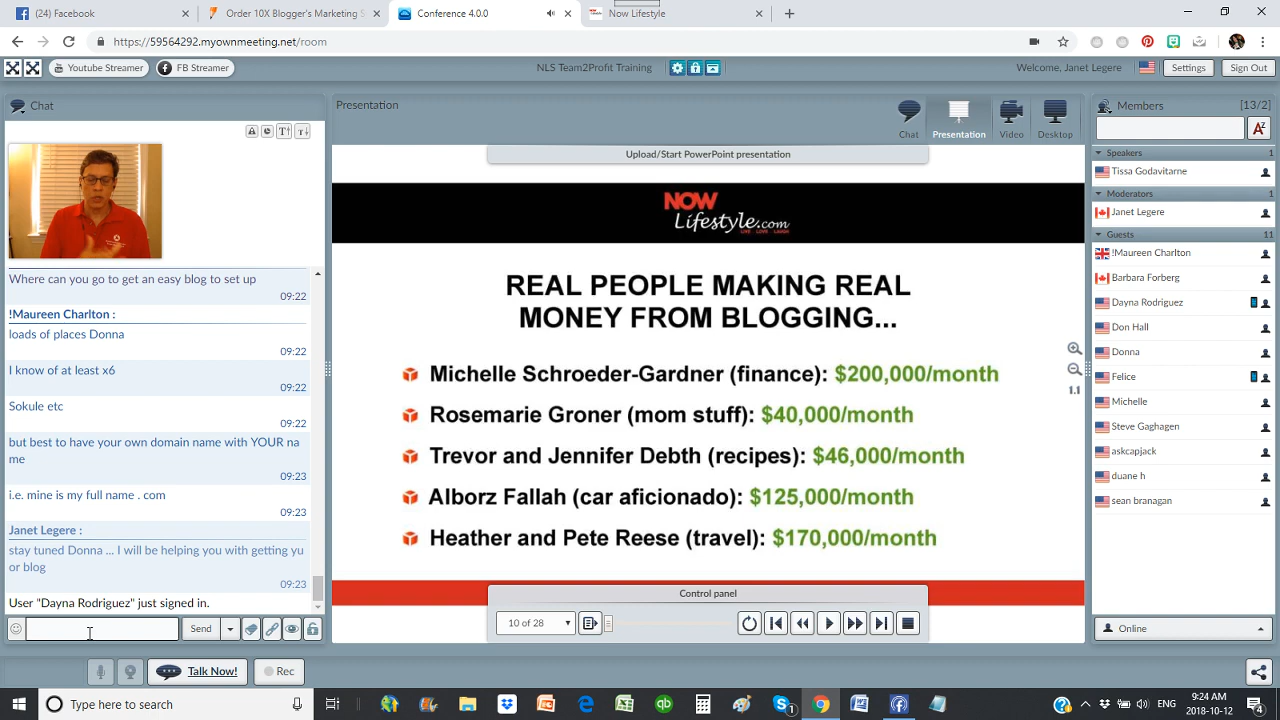 (24) Facebook
Order 10X Blogger's Marketing S
Conference 4.0.0
New Lifestyle
https://59564292.myownmeeting.net/room
Youtube Streamer
FB Streamer
NLS Team2Profit Training
Welcome, Janet Legere
Settings
Sign Out
Chat
Presentation
Chat
Presentation
Video
Desktop
Members
[13/2]
Upload/Start PowerPoint presentation
Where can you go to get an easy blog to set up
09:22
!Maureen Charlton :
loads of places Donna
09:22
I know of at least x6
09:22
Sokule etc
09:22
but best to have your own domain name with YOUR na
me
09:23
i.e. mine is my full name . com
09:23
Janet Legere :
stay tuned Donna ... I will be helping you with getting yu
or blog
09:23
User "Dayna Rodriguez" just signed in.
Send
Talk Now!
Rec
NOW
Lifestyle.com
LIVE LOVE LAUGH
REAL PEOPLE MAKING REAL
MONEY FROM BLOGGING...
Michelle Schroeder-Gardner (finance): $200,000/month
Rosemarie Groner (mom stuff): $40,000/month
Trevor and Jennifer Debth (recipes): $46,000/month
Alborz Fallah (car aficionado): $125,000/month
Heather and Pete Reese (travel): $170,000/month
1.1
Control panel
10 of 28
Speakers
1
Tissa Godavitarne
Moderators
1
Janet Legere
Guests
11
!Maureen Charlton
Barbara Forberg
Dayna Rodriguez
Don Hall
Donna
Felice
Michelle
Steve Gaghagen
askcapjack
duane h
sean branagan
Online
Type here to search
9:24 AM
2018-10-12